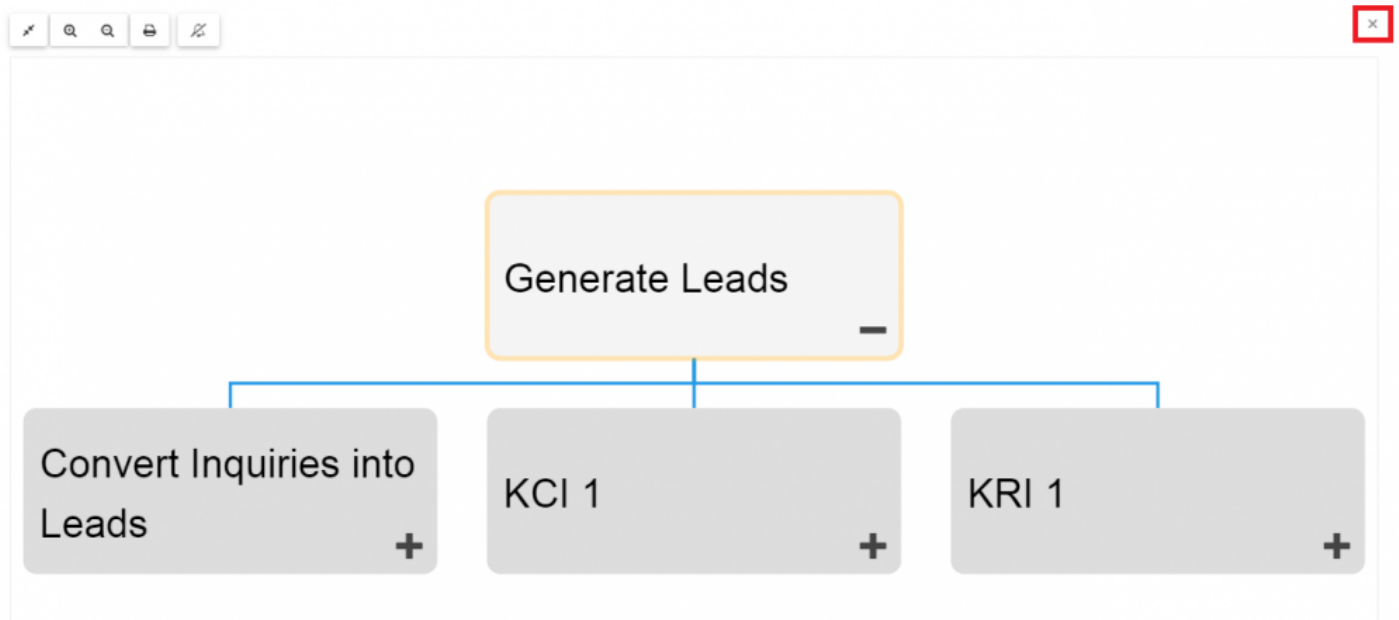 Generate Leads
Convert Inquiries into
Leads
KCI 1
KRI 1